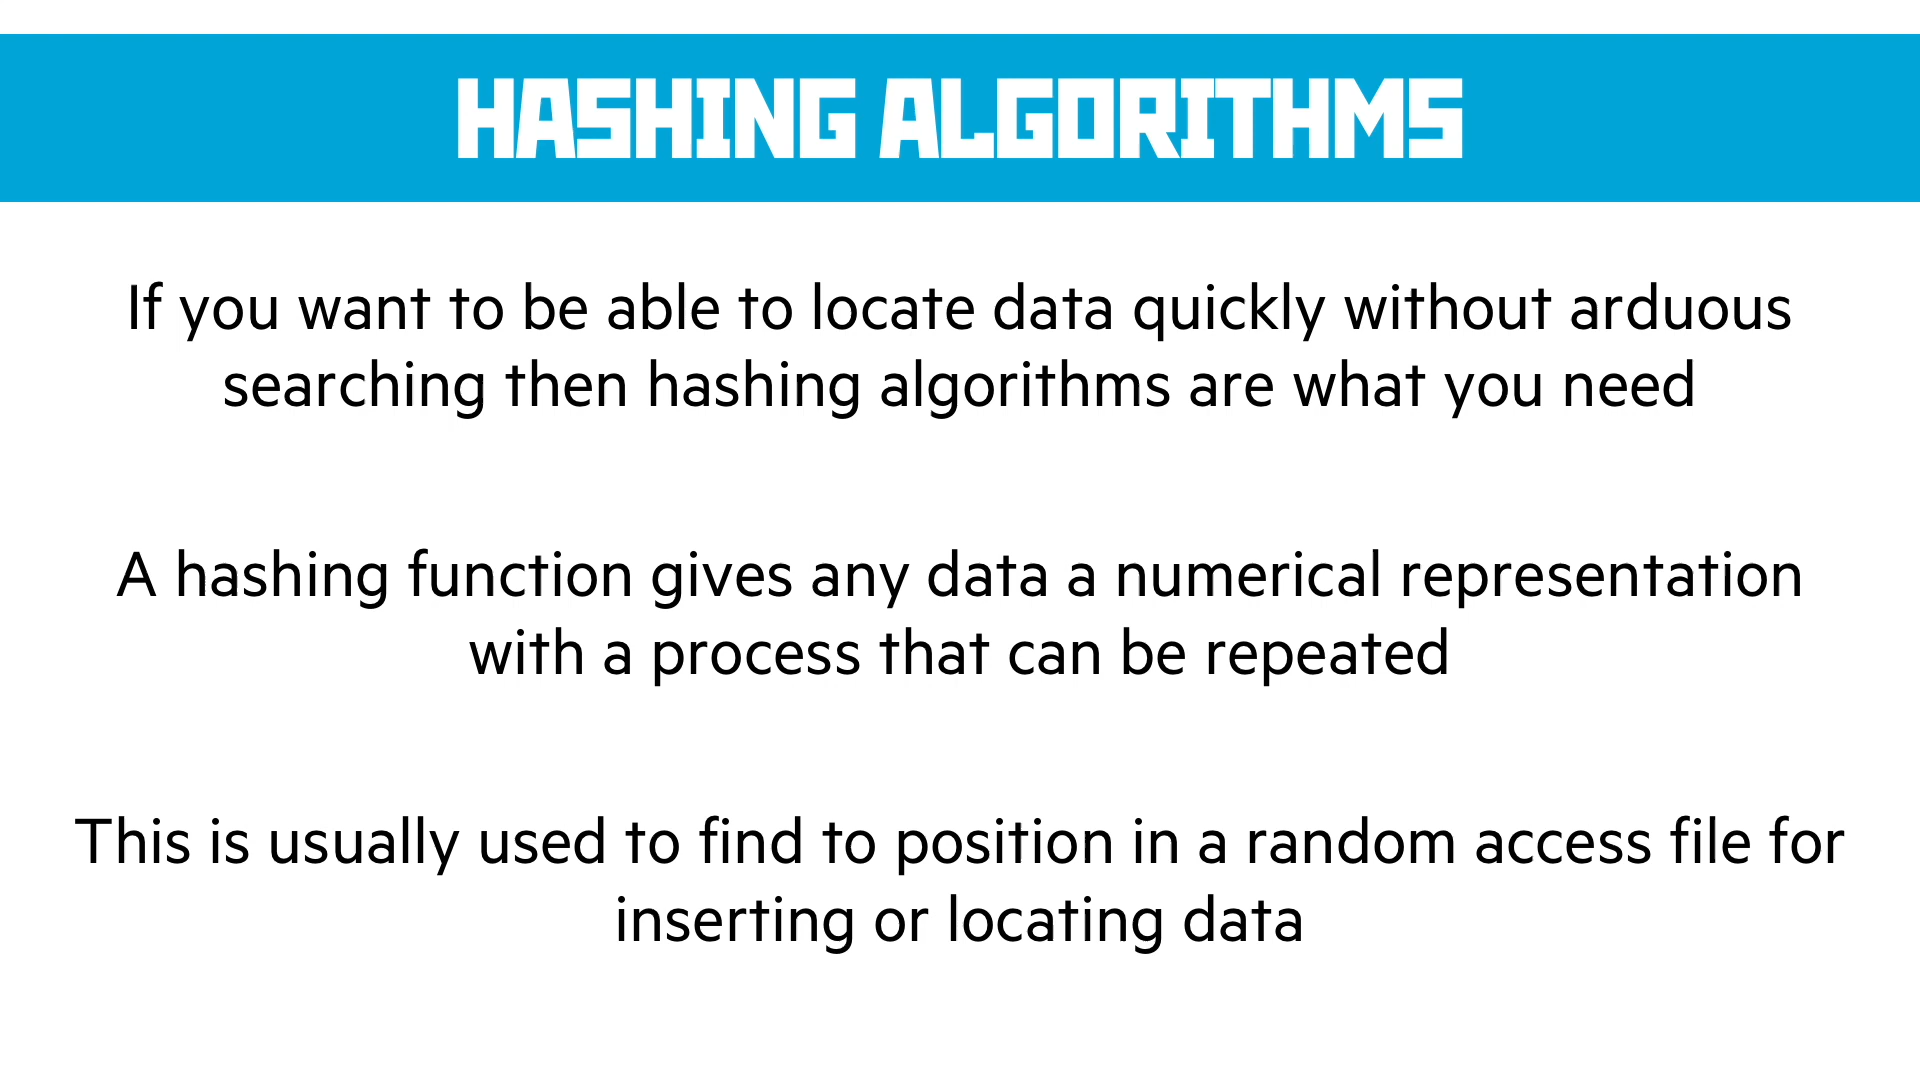 HASHING ALGORITHMS
If you want to be able to locate data quickly without arduous
searching then hashing algorithms are what you need
A hashing function gives any data a numerical representation
with a process that can be repeated
This is usually used to find to position in a random access file for
inserting or locating data